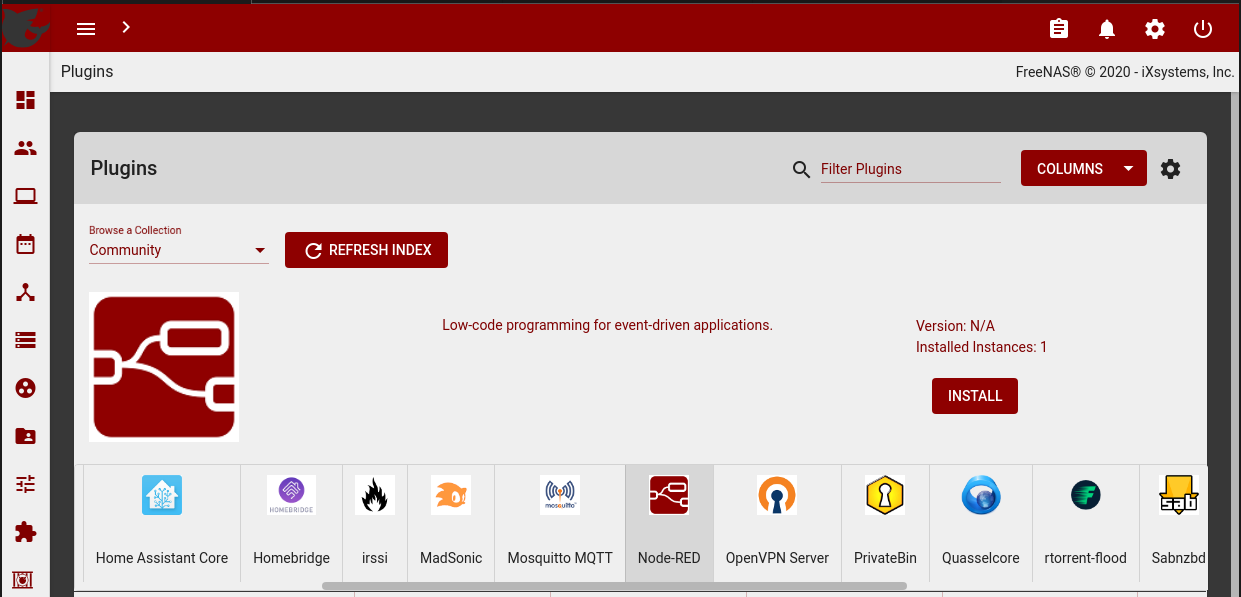 Plugins
FreeNAS® © 2020 - iXsystems, Inc.
Plugins
Filter Plugins
COLUMNS
Browse a Collection
Community
REFRESH INDEX
Low-code programming for event-driven applications.
Version: N/A
Installed Instances: 1
INSTALL
HOMEBRIDGE
mosquitto
sab
Home Assistant Core
Homebridge
irssi
MadSonic
Mosquitto MQTT
Node-RED
OpenVPN Server
PrivateBin
Quasselcore
rtorrent-flood
Sabnzbd